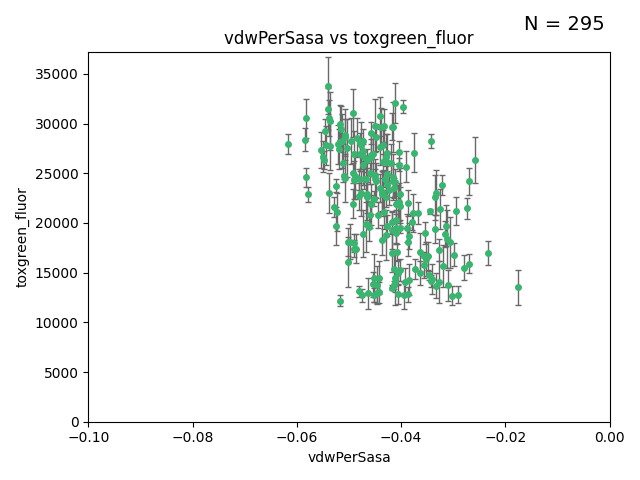 N = 295
vdwPerSasa vs toxgreen_fluor
35000
30000
25000
20000
15000
10000
5000
0
toxgreen_fluor
−0.10 −0.08 −0.06 −0.04 −0.02 0.00
vdwPerSasa